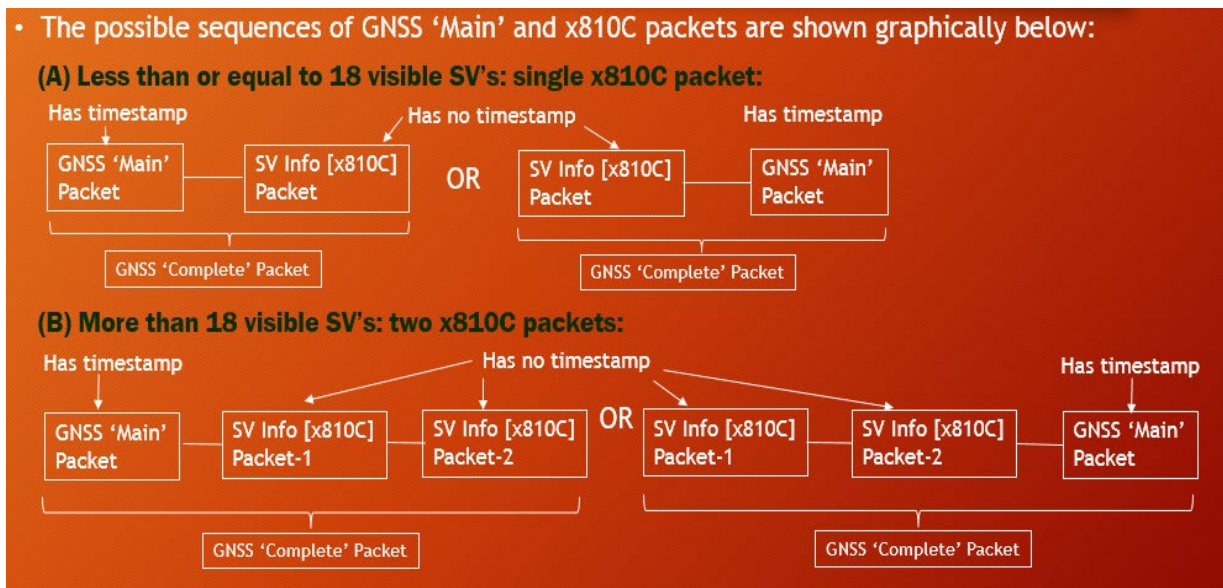 • The possible sequences of GNSS ‘Main’ and x810C packets are shown graphically below:
(A) Less than or equal to 18 visible SV’s: single x810C packet:
Has timestamp
Has no timestamp
Has timestamp
GNSS ‘Main’
Packet
SV Info [x810C]
Packet
OR
SV Info [x810C]
Packet
GNSS ‘Main’
Packet
GNSS ‘Complete’ Packet
GNSS ‘Complete’ Packet
(B) More than 18 visible SV’s: two x810C packets:
Has timestamp
Has no timestamp
Has timestamp
GNSS ‘Main’
Packet
SV Info [x810C]
Packet-1
SV Info [x810C]
Packet-2
OR
SV Info [x810C]
Packet-1
SV Info [x810C]
Packet-2
GNSS ‘Main’
Packet
GNSS ‘Complete’ Packet
GNSS ‘Complete’ Packet